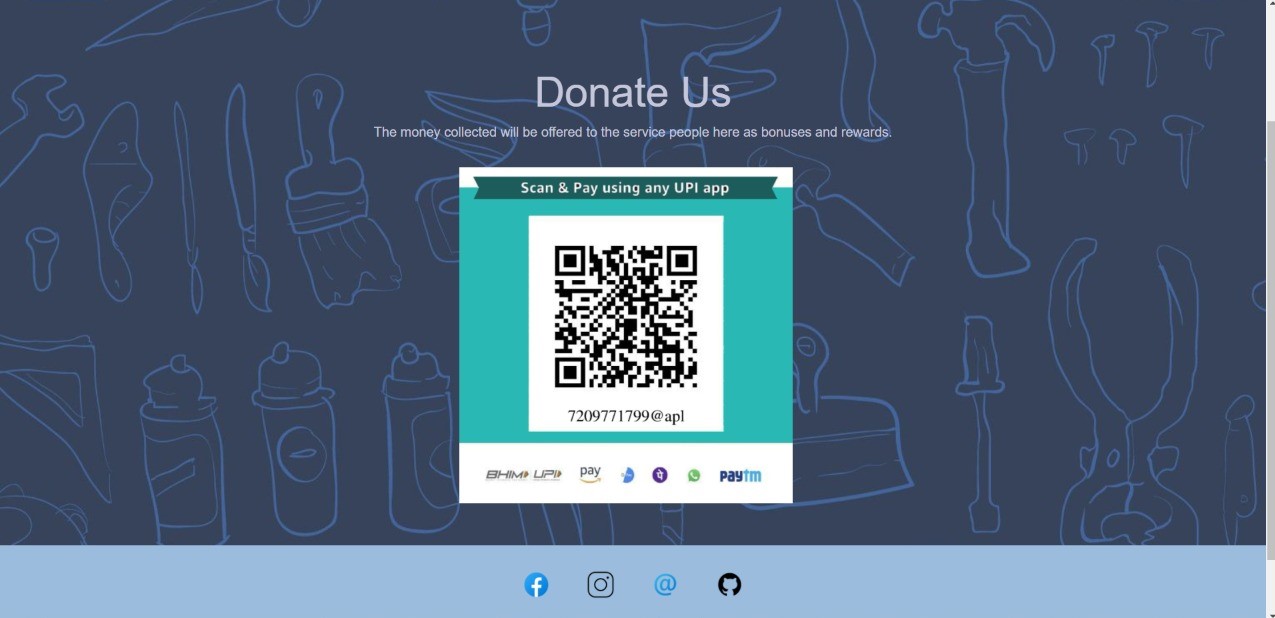 Donate Us
The money collected will be offered to the service people here as bonuses and rewards.
Scan & Pay using any UPI app
7209771799@apl
BHIM UPI pay paytm